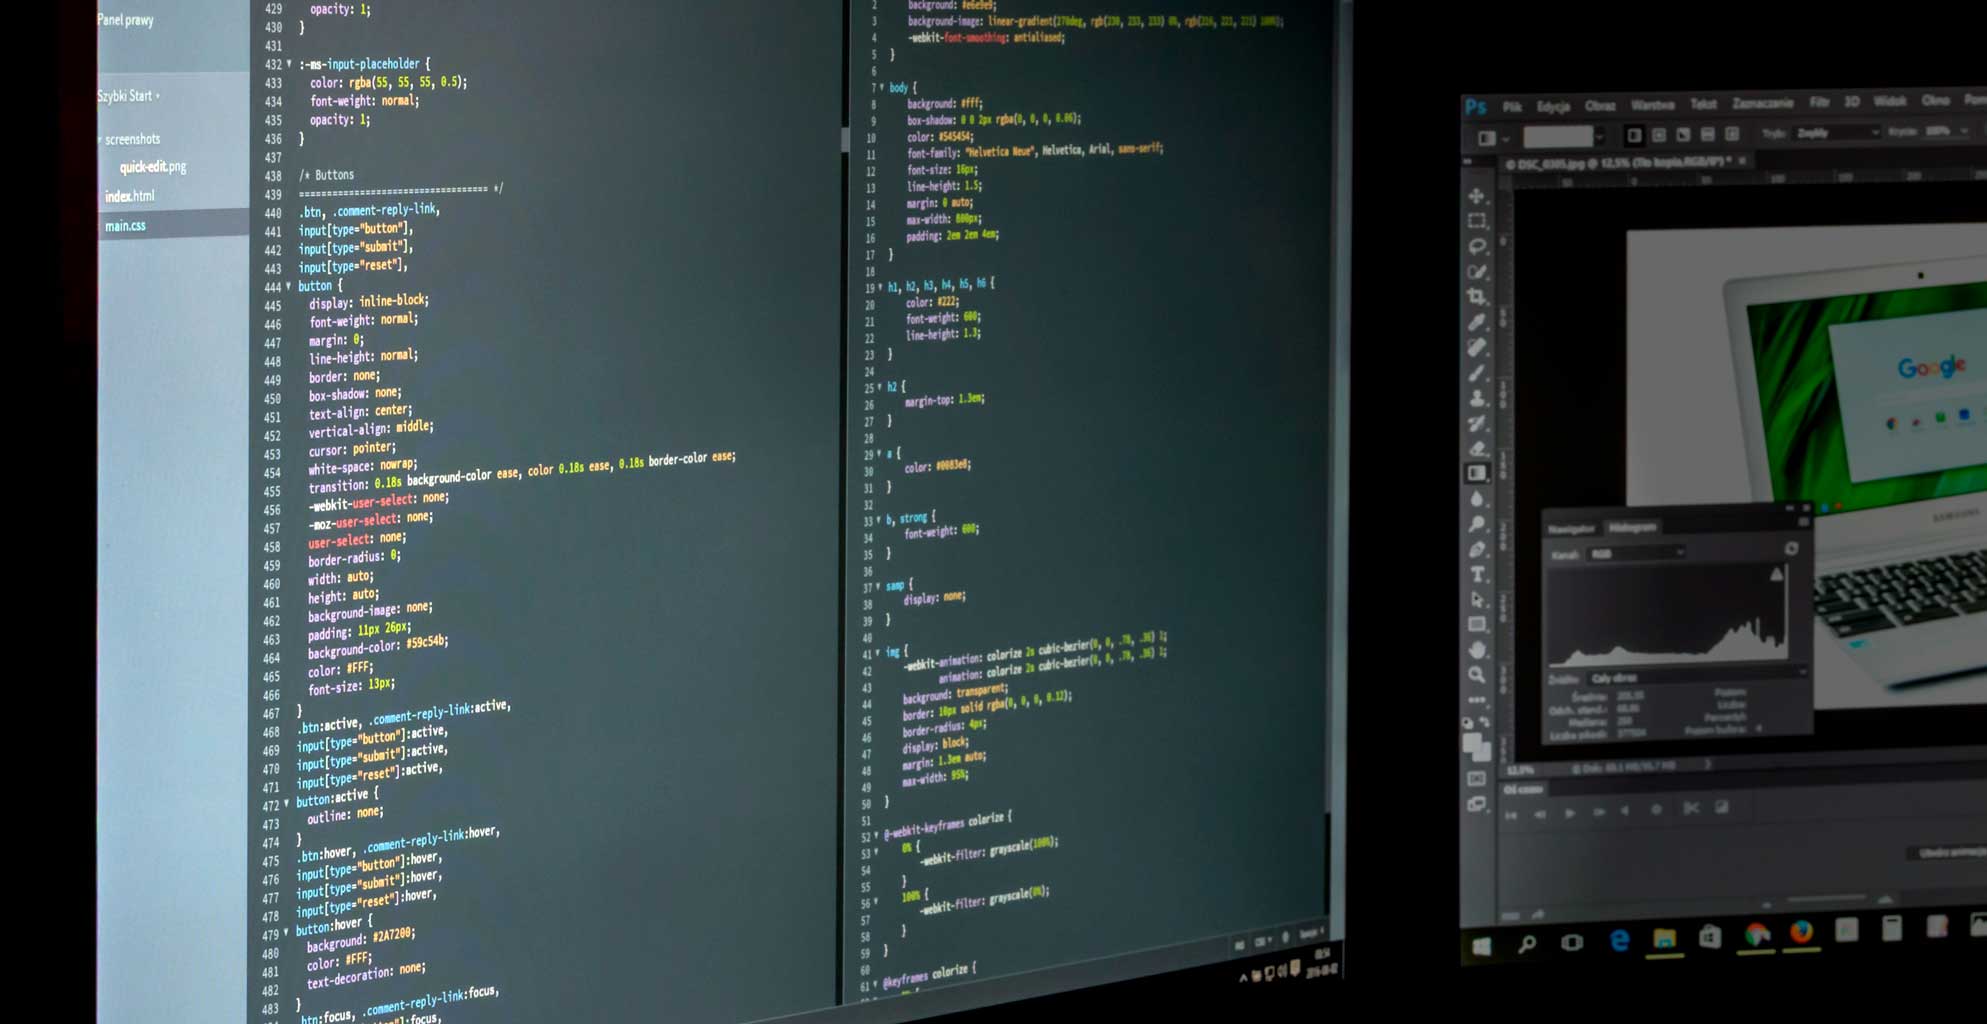 Panel prawy
Szybki Start
screenshots
quick-edit.png
index.html
main.css
429 opacity: 1;
430 }
431
432 :-ms-input-placeholder {
433 color: rgba(55, 55, 55, 0.5);
434 font-weight: normal;
435 opacity: 1;
436 }
437
438 /* Buttons
439 ================================== */
440 .btn, .comment-reply-link,
441 input[type="button"],
442 input[type="submit"],
443 input[type="reset"],
444 button {
445 display: inline-block;
446 font-weight: normal;
447 margin: 0;
448 line-height: normal;
449 border: none;
450 box-shadow: none;
451 text-align: center;
452 vertical-align: middle;
453 cursor: pointer;
454 white-space: nowrap;
455 transition: 0.18s background-color ease, color 0.18s ease, 0.18s border-color ease;
456 -webkit-user-select: none;
457 -moz-user-select: none;
458 user-select: none;
459 border-radius: 0;
460 width: auto;
461 height: auto;
462 background-image: none;
463 padding: 11px 26px;
464 background-color: #59c54b;
465 color: #FFF;
466 font-size: 13px;
467 }
468 .btn:active, .comment-reply-link:active,
469 input[type="button"]:active,
470 input[type="submit"]:active,
471 input[type="reset"]:active,
472 button:active {
473 outline: none;
474 }
475 .btn:hover, .comment-reply-link:hover,
476 input[type="button"]:hover,
477 input[type="submit"]:hover,
478 input[type="reset"]:hover,
479 button:hover {
480 background: #2A7200;
481 color: #FFF;
482 text-decoration: none;
483 }
.btn:focus, .comment-reply-link:focus,
2 background: #e6e9e9;
3 background-image: linear-gradient(270deg, rgb(230, 233, 233) 0%, rgb(216, 221, 221) 100%);
4 -webkit-font-smoothing: antialiased;
5 }
6
7 body {
8 background: #fff;
9 box-shadow: 0 0 2px rgba(0, 0, 0, 0.06);
10 color: #545454;
11 font-family: "Helvetica Neue", Helvetica, Arial, sans-serif;
12 font-size: 16px;
13 line-height: 1.5;
14 margin: 0 auto;
15 max-width: 800px;
16 padding: 2em 2em 4em;
17 }
18
19 h1, h2, h3, h4, h5, h6 {
20 color: #222;
21 font-weight: 600;
22 line-height: 1.3;
23 }
24
25 h2 {
26 margin-top: 1.3em;
27 }
28
29 a {
30 color: #0083e8;
31 }
32
33 b, strong {
34 font-weight: 600;
35 }
36
37 samp {
38 display: none;
39 }
40
41 img {
42 -webkit-animation: colorize 2s cubic-bezier(0, 0, .78, .36) 1;
43 animation: colorize 2s cubic-bezier(0, 0, .78, .36) 1;
44 background: transparent;
45 border: 10px solid rgba(0, 0, 0, 0.12);
46 border-radius: 4px;
47 display: block;
48 margin: 1.3em auto;
49 max-width: 95%;
50 }
51
52 @-webkit-keyframes colorize {
53 0% {
54 -webkit-filter: grayscale(100%);
55 }
56 100% {
57 -webkit-filter: grayscale(0%);
58 }
59 }
60
61 @keyframes colorize {
Ps Plik Edycja Obraz Warstwa Tekst Zaznaczanie Filtr 3D Widok Okno
Tryb: Zwykły Krycie: 100%
DSC_0305.jpg @ 12,5% (Tło kopia,RGB/8*) *
Google
SAMSUNG
Nawigator Histogram
Kanał: RGB
Źródło: Cały obraz
12,5%
Oś czasu